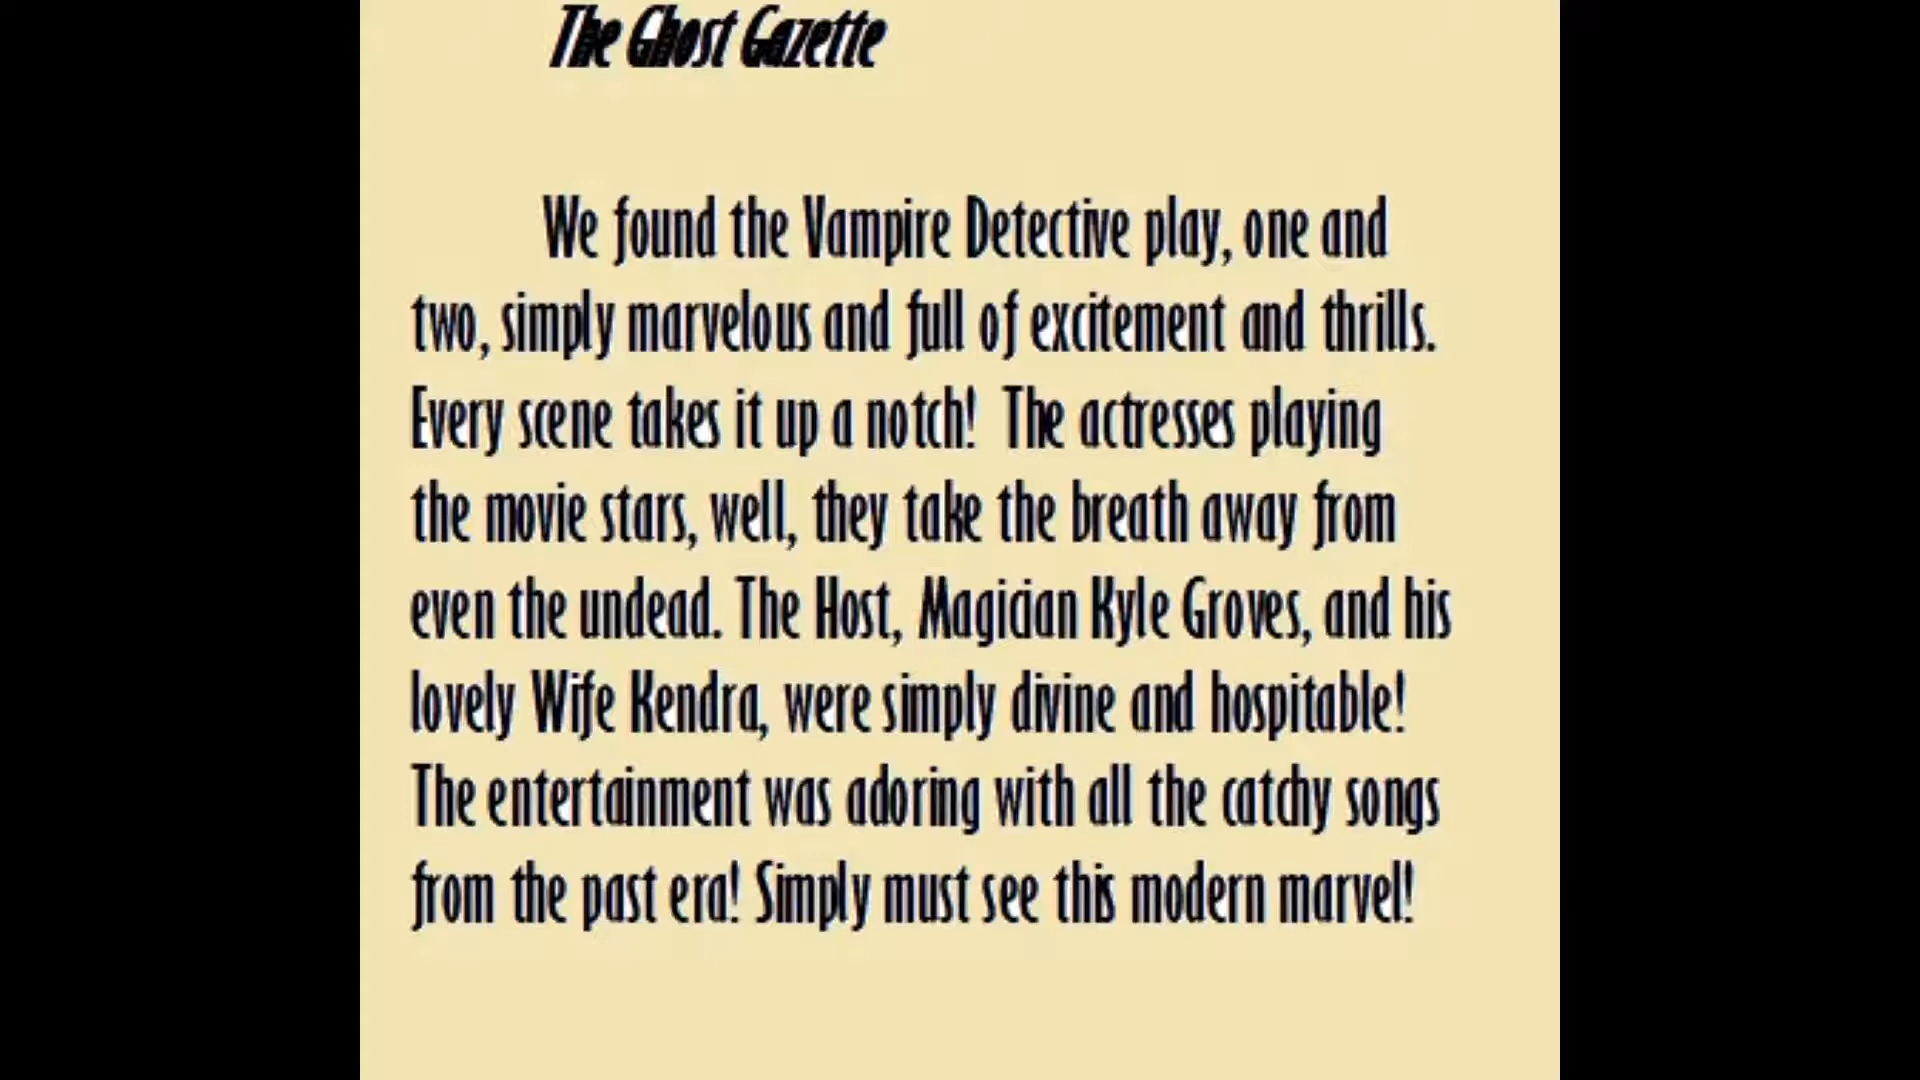 The Ghost Gazette
We found the Vampire Detective play, one and
two, simply marvelous and full of excitement and thrills.
Every scene takes it up a notch! The actresses playing
the movie stars, well, they take the breath away from
even the undead. The Host, Magician Kyle Groves, and his
lovely Wife Kendra, were simply divine and hospitable!
The entertainment was adoring with all the catchy songs
from the past era! Simply must see this modern marvel!